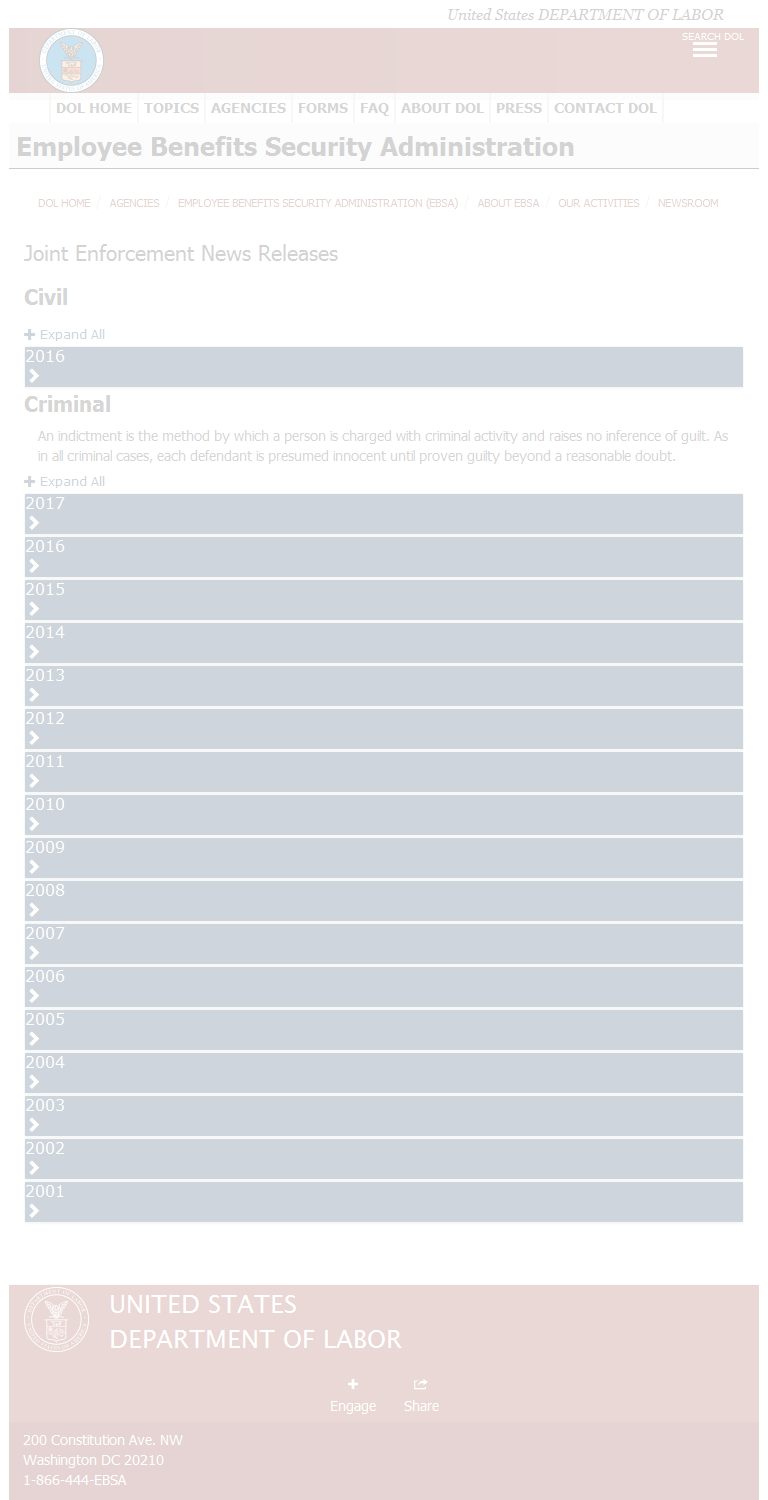 United States DEPARTMENT OF LABOR
SEARCH DOL
DOL HOME TOPICS AGENCIES FORMS FAQ ABOUT DOL PRESS CONTACT DOL
Employee Benefits Security Administration
DOL HOME / AGENCIES / EMPLOYEE BENEFITS SECURITY ADMINISTRATION (EBSA) / ABOUT EBSA / OUR ACTIVITIES / NEWSROOM
Joint Enforcement News Releases
Civil
Expand All
2016
Criminal
An indictment is the method by which a person is charged with criminal activity and raises no inference of guilt. As
in all criminal cases, each defendant is presumed innocent until proven guilty beyond a reasonable doubt.
Expand All
2017
2016
2015
2014
2013
2012
2011
2010
2009
2008
2007
2006
2005
2004
2003
2002
2001
UNITED STATES
DEPARTMENT OF LABOR
Engage Share
200 Constitution Ave. NW
Washington DC 20210
1-866-444-EBSA